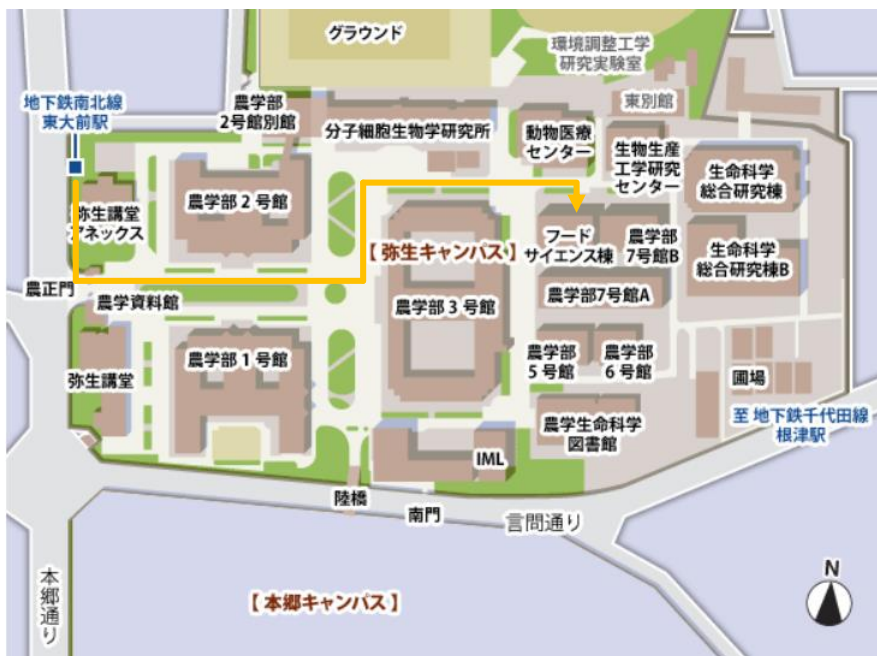 グラウンド
環境調整工学
研究実験室
地下鉄南北線
東大前駅
農学部
2号館別館
分子細胞生物学研究所
動物医療
センター
東別館
生物生産
工学研究
センター
生命科学
総合研究棟
弥生講堂
アネックス
農学部 2 号館
フード
サイエンス棟
農学部
7号館B
生命科学
総合研究棟B
【 弥生キャンパス 】
農正門
農学資料館
農学部 3 号館
農学部7号館A
弥生講堂
農学部 1 号館
農学部
5 号館
農学部
6 号館
圃場
至 地下鉄千代田線
根津駅
農学生命科学
図書館
IML
陸橋
南門
言問通り
本郷通り
【 本郷キャンパス 】
N